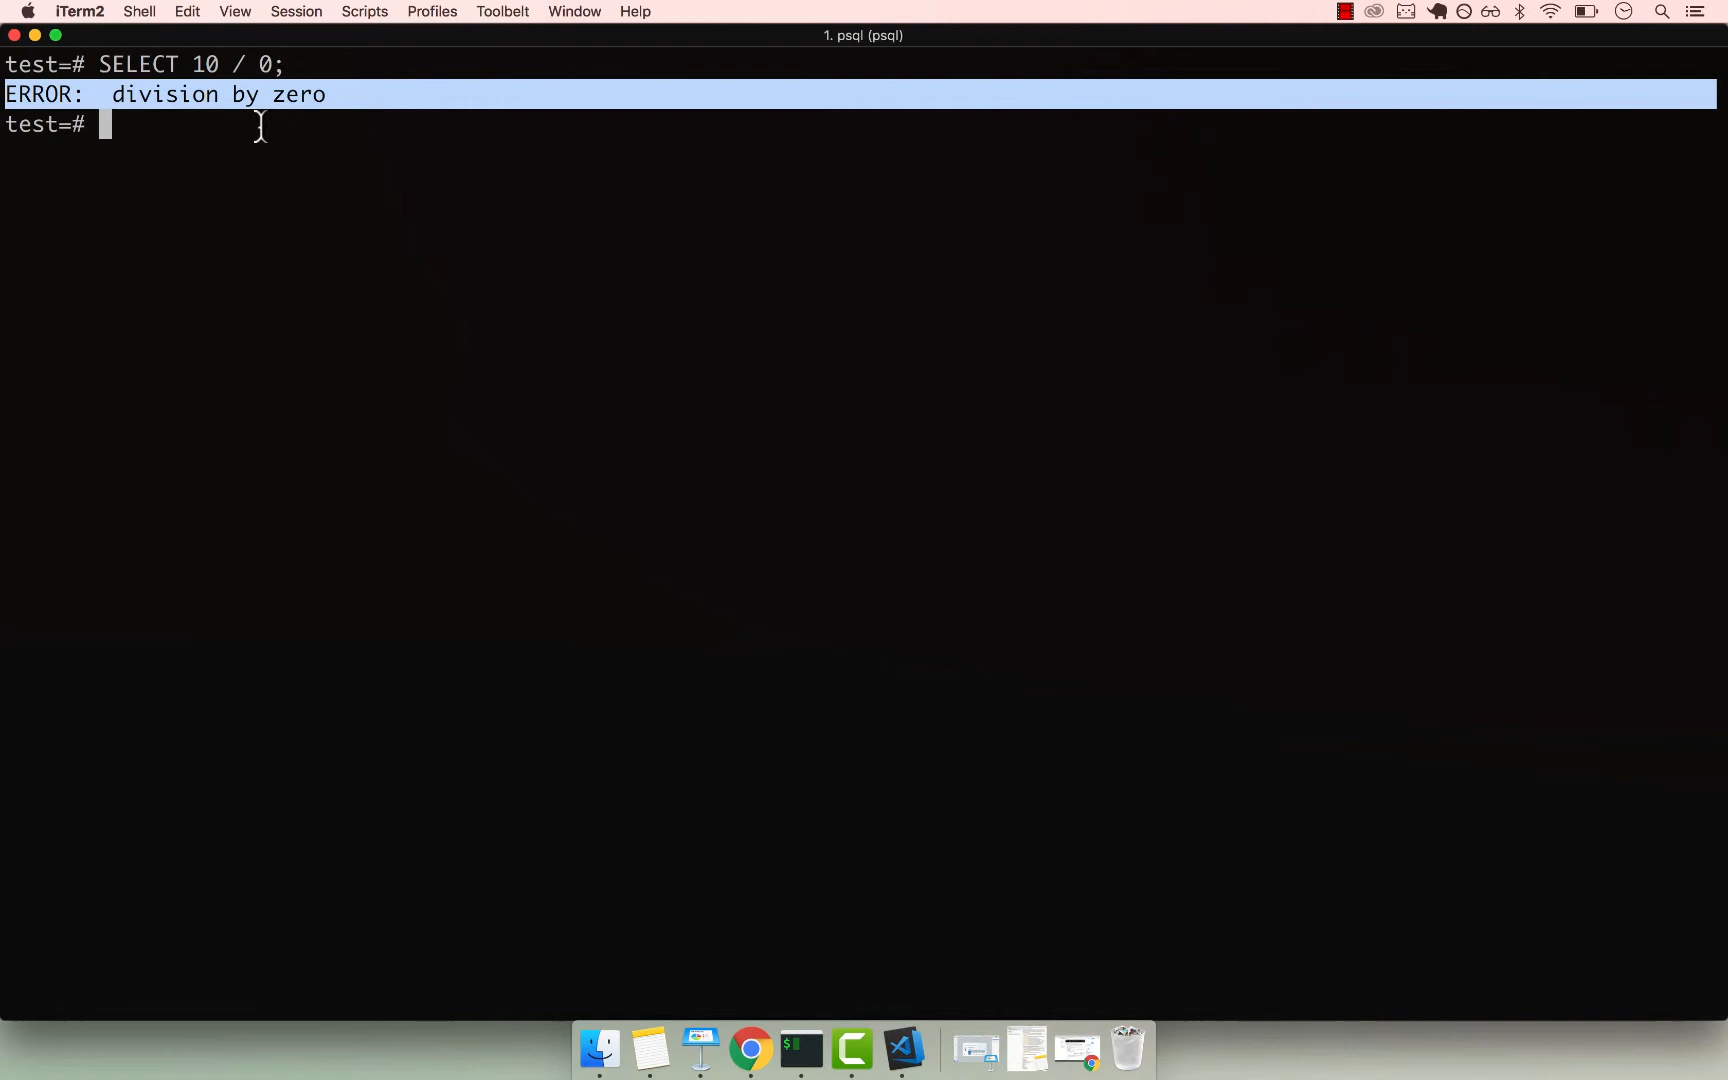 iTerm2 Shell Edit View Session Scripts Profiles Toolbelt Window Help
1. psql (psql)
test=# SELECT 10 / 0;
ERROR:  division by zero
test=#
$